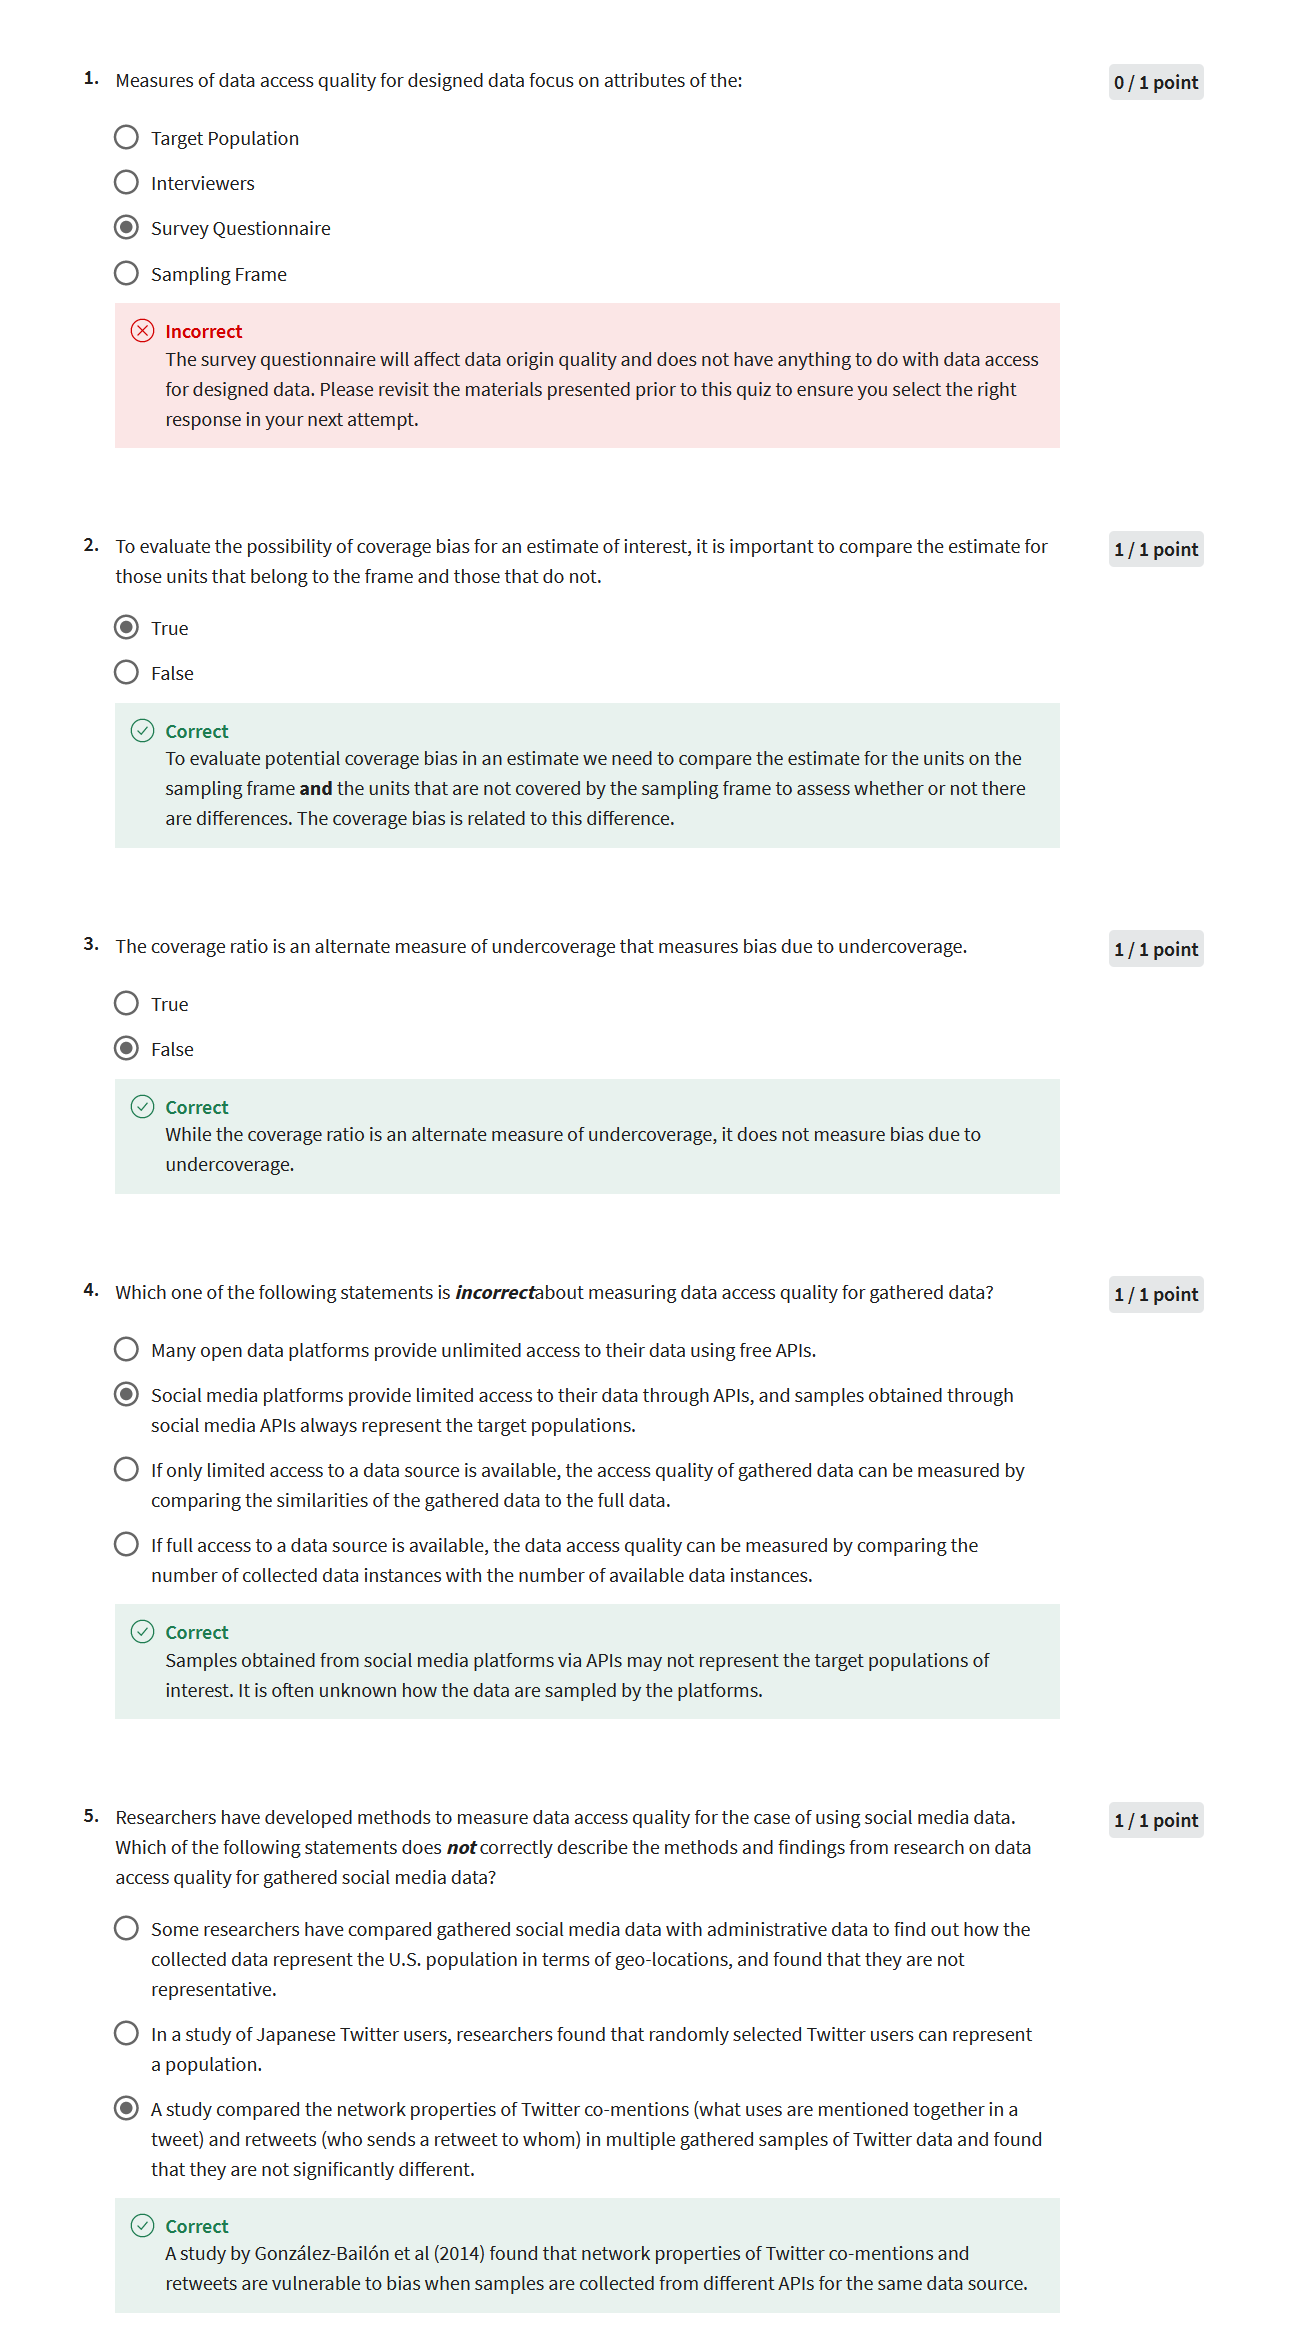 1. Measures of data access quality for designed data focus on attributes of the:
0 / 1 point
Target Population
Interviewers
Survey Questionnaire
Sampling Frame
Incorrect
The survey questionnaire will affect data origin quality and does not have anything to do with data access
for designed data. Please revisit the materials presented prior to this quiz to ensure you select the right
response in your next attempt.
2. To evaluate the possibility of coverage bias for an estimate of interest, it is important to compare the estimate for
those units that belong to the frame and those that do not.
1 / 1 point
True
False
Correct
To evaluate potential coverage bias in an estimate we need to compare the estimate for the units on the
sampling frame and the units that are not covered by the sampling frame to assess whether or not there
are differences. The coverage bias is related to this difference.
3. The coverage ratio is an alternate measure of undercoverage that measures bias due to undercoverage.
1 / 1 point
True
False
Correct
While the coverage ratio is an alternate measure of undercoverage, it does not measure bias due to
undercoverage.
4. Which one of the following statements is incorrectabout measuring data access quality for gathered data?
1 / 1 point
Many open data platforms provide unlimited access to their data using free APIs.
Social media platforms provide limited access to their data through APIs, and samples obtained through
social media APIs always represent the target populations.
If only limited access to a data source is available, the access quality of gathered data can be measured by
comparing the similarities of the gathered data to the full data.
If full access to a data source is available, the data access quality can be measured by comparing the
number of collected data instances with the number of available data instances.
Correct
Samples obtained from social media platforms via APIs may not represent the target populations of
interest. It is often unknown how the data are sampled by the platforms.
5. Researchers have developed methods to measure data access quality for the case of using social media data.
Which of the following statements does not correctly describe the methods and findings from research on data
access quality for gathered social media data?
1 / 1 point
Some researchers have compared gathered social media data with administrative data to find out how the
collected data represent the U.S. population in terms of geo-locations, and found that they are not
representative.
In a study of Japanese Twitter users, researchers found that randomly selected Twitter users can represent
a population.
A study compared the network properties of Twitter co-mentions (what uses are mentioned together in a
tweet) and retweets (who sends a retweet to whom) in multiple gathered samples of Twitter data and found
that they are not significantly different.
Correct
A study by González-Bailón et al (2014) found that network properties of Twitter co-mentions and
retweets are vulnerable to bias when samples are collected from different APIs for the same data source.